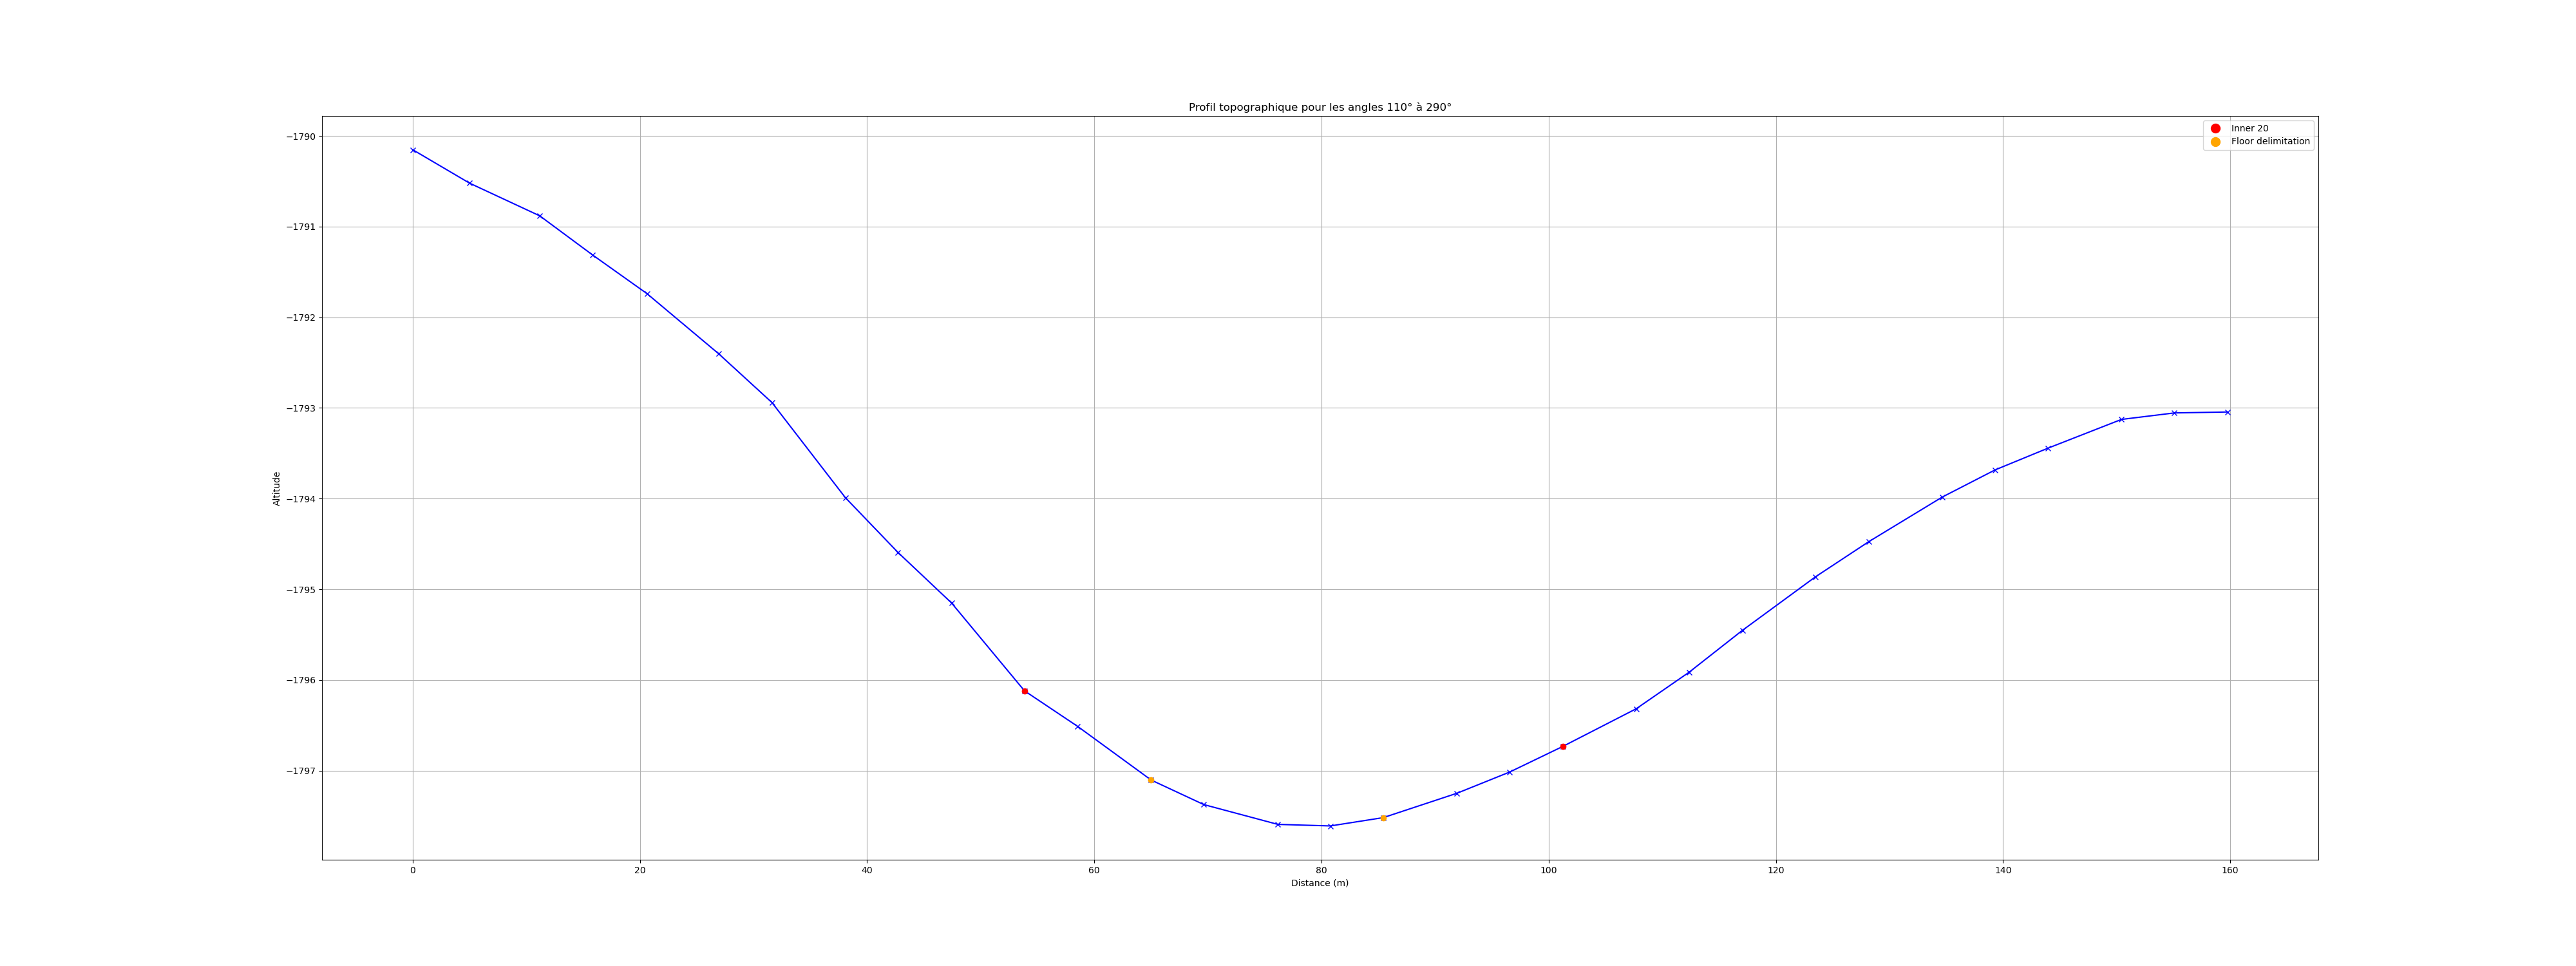 Profil topographique pour les angles 110° à 290°
Inner 20
Floor delimitation
−1790
−1791
−1792
−1793
−1794
−1795
−1796
−1797
Altitude
0 20 40 60 80 100 120 140 160
Distance (m)